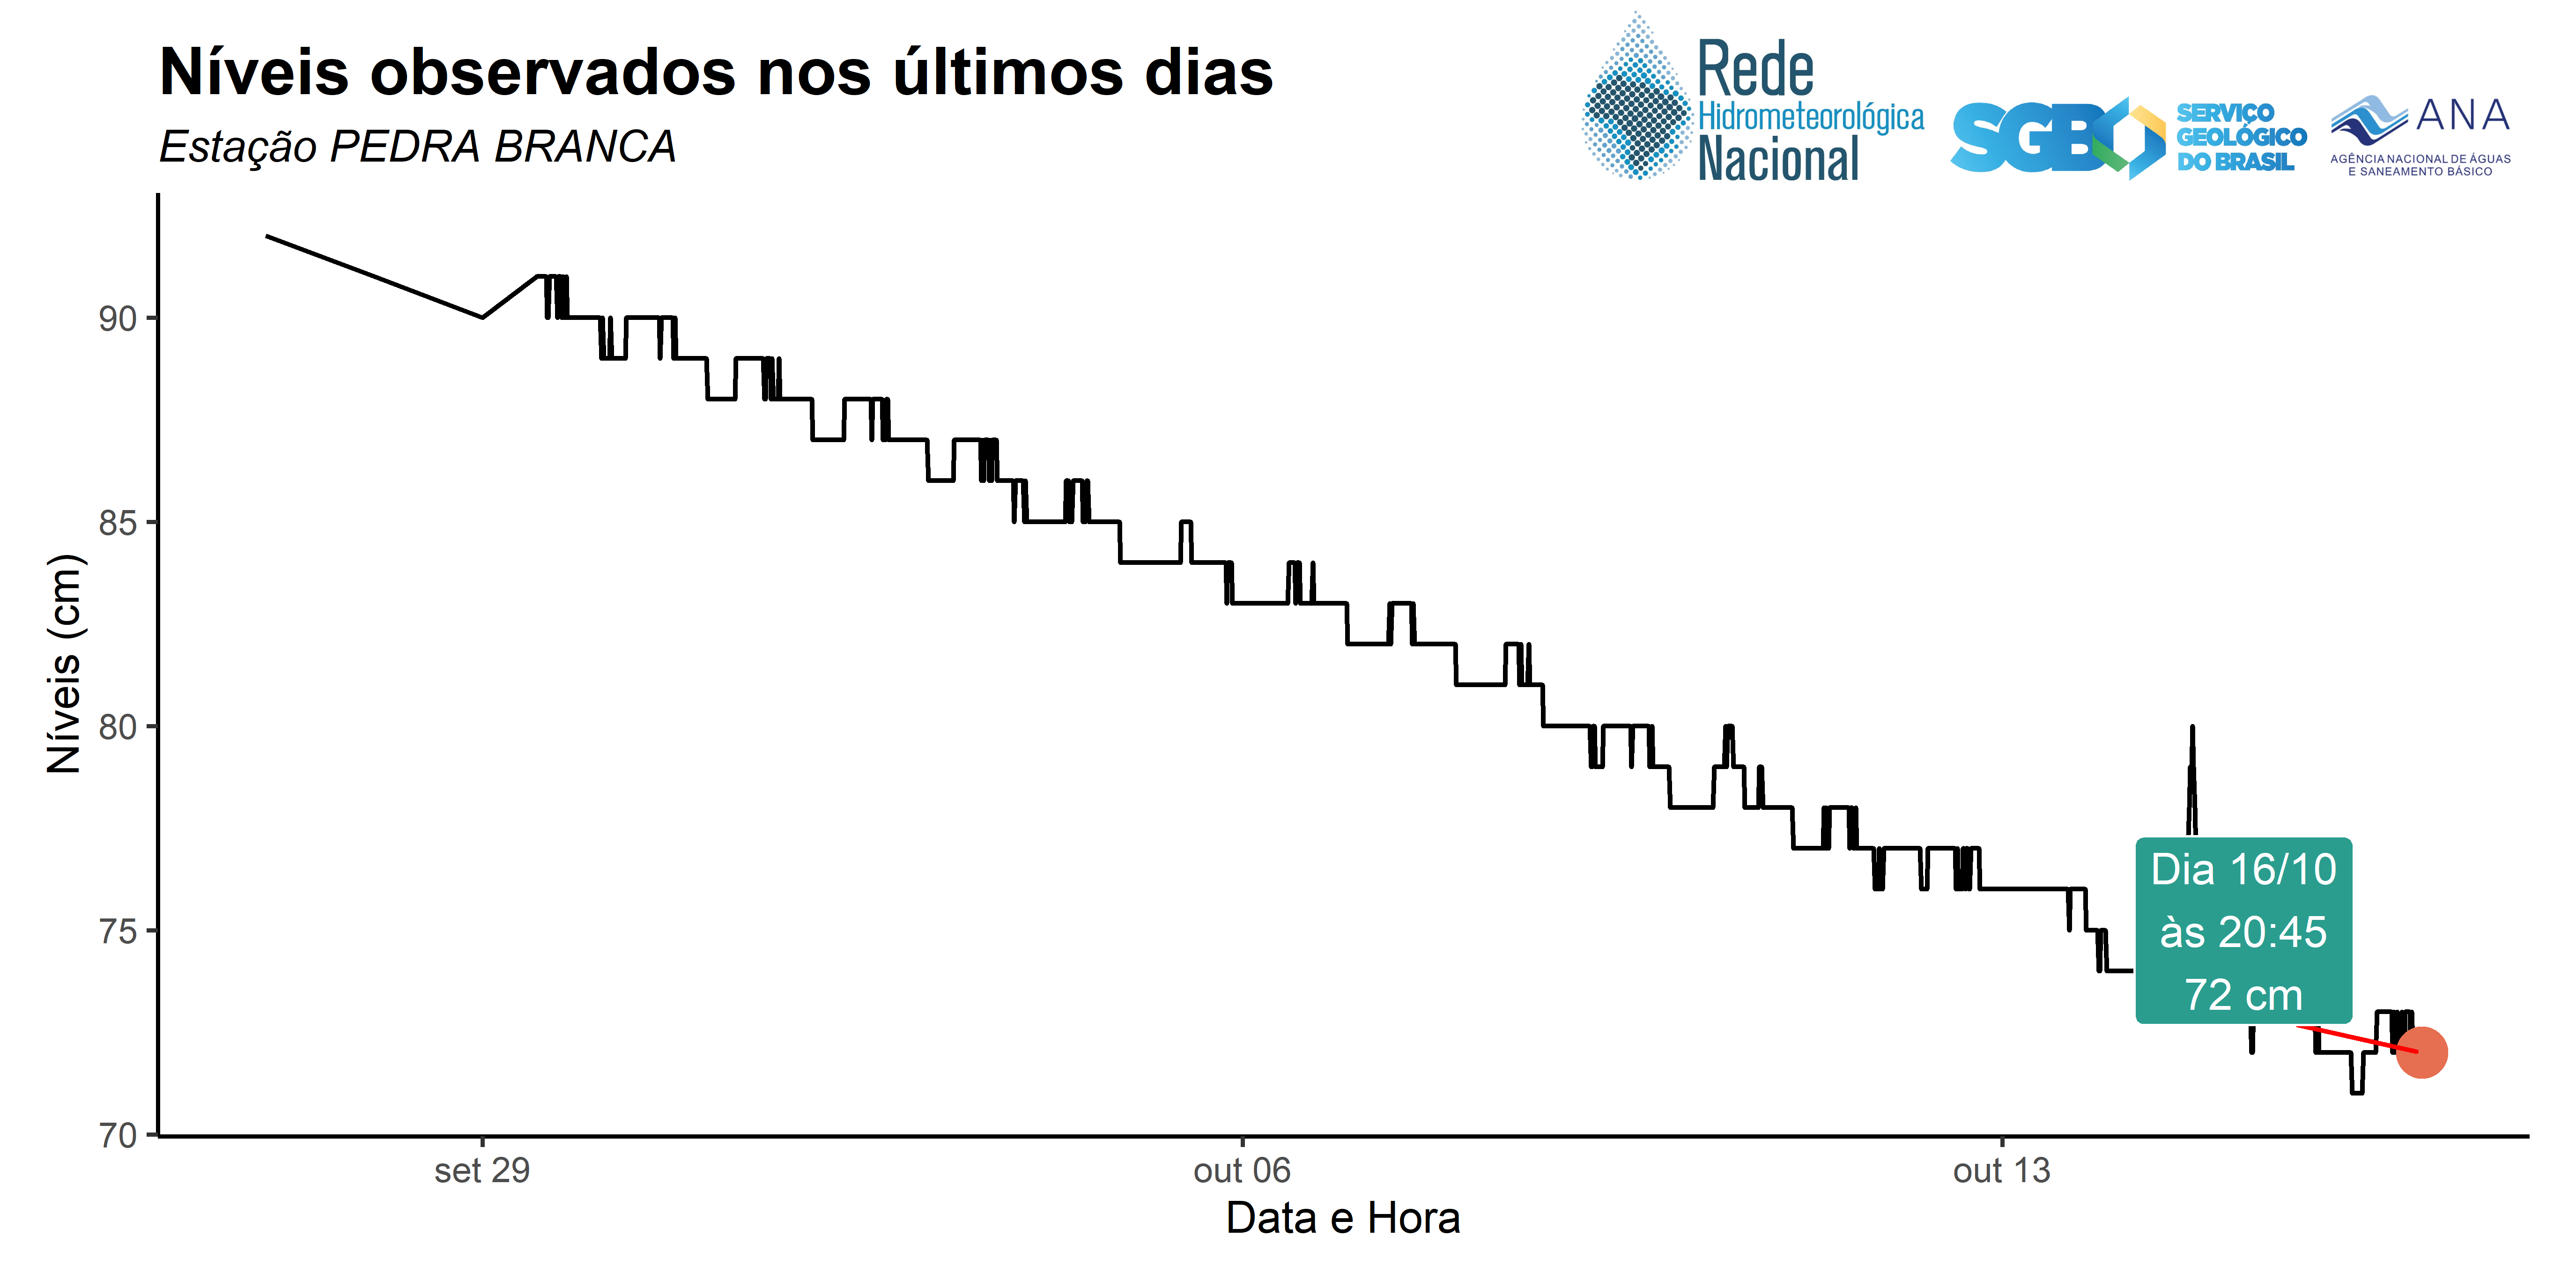 Níveis observados nos últimos dias
Estação PEDRA BRANCA
Rede
Hidrometeorológica
Nacional
SGB
SERVIÇO
GEOLÓGICO
DO BRASIL
ANA
AGÊNCIA NACIONAL DE ÁGUAS
E SANEAMENTO BÁSICO
Níveis (cm)
90
85
80
75
70
Dia 16/10
às 20:45
72 cm
set 29
out 06
out 13
Data e Hora